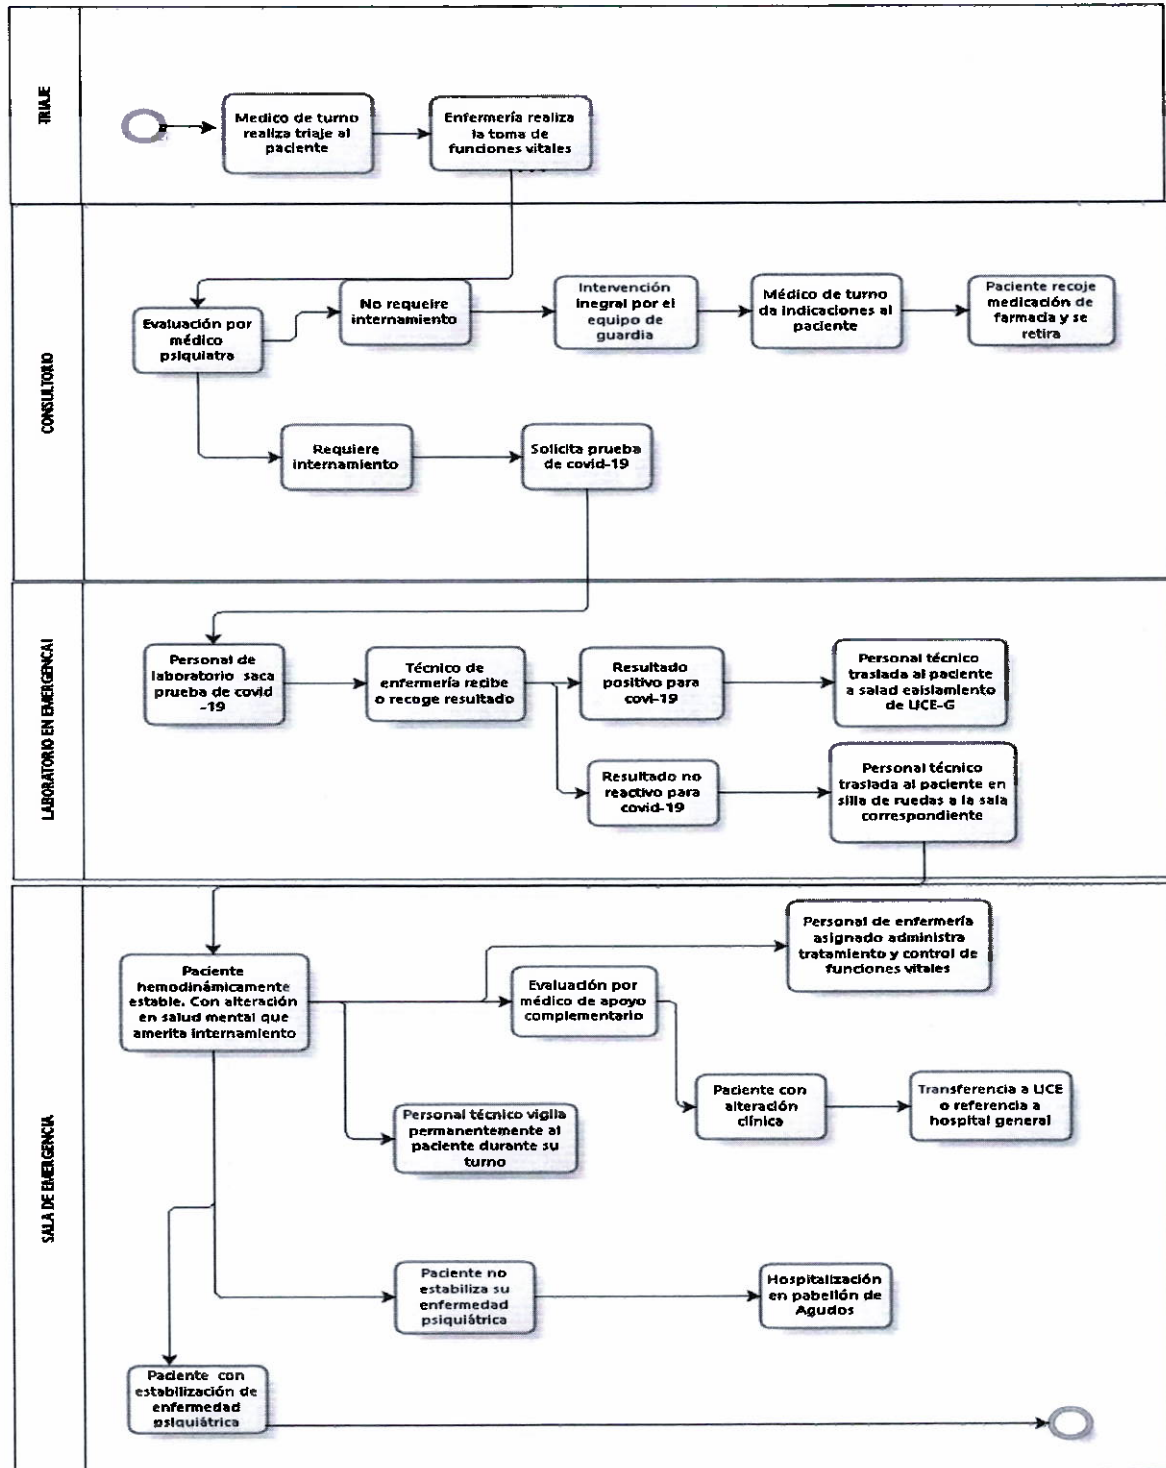 TRIAJE
Medico de turno
realiza triaje al
paciente
Enfermería realiza
la toma de
funciones vitales
CONSULTORIO
Evaluación por
médico
psiquiatra
No requeire
internamiento
Intervención
inegral por el
equipo de
guardia
Médico de turno
da indicaciones al
paciente
Paciente recoje
medicación de
farmacia y se
retira
Requiere
internamiento
Solicita prueba
de covid-19
LABORATORIO EN EMERGENCAI
Personal de
laboratorio saca
prueba de covid
-19
Técnico de
enfermería recibe
o recoge resultado
Resultado
positivo para
covi-19
Personal técnico
traslada al paciente
a salad eaislamiento
de UCE-G
Resultado no
reactivo para
covid-19
Personal técnico
traslada al paciente en
silla de ruedas a la sala
correspondiente
SALA DE EMERGENCIA
Paciente
hemodinámicamente
estable. Con alteración
en salud mental que
amerita internamiento
Personal de enfermería
asignado administra
tratamiento y control de
funciones vitales
Evaluación por
médico de apoyo
complementario
Paciente con
alteración
clínica
Transferencia a UCE
o referencia a
hospital general
Personal técnico vigila
permanentemente al
paciente durante su
turno
Paciente no
estabiliza su
enfermedad
psiquiátrica
Hospitalización
en pabellón de
Agudos
Paciente con
estabilización de
enfermedad
psiquiátrica